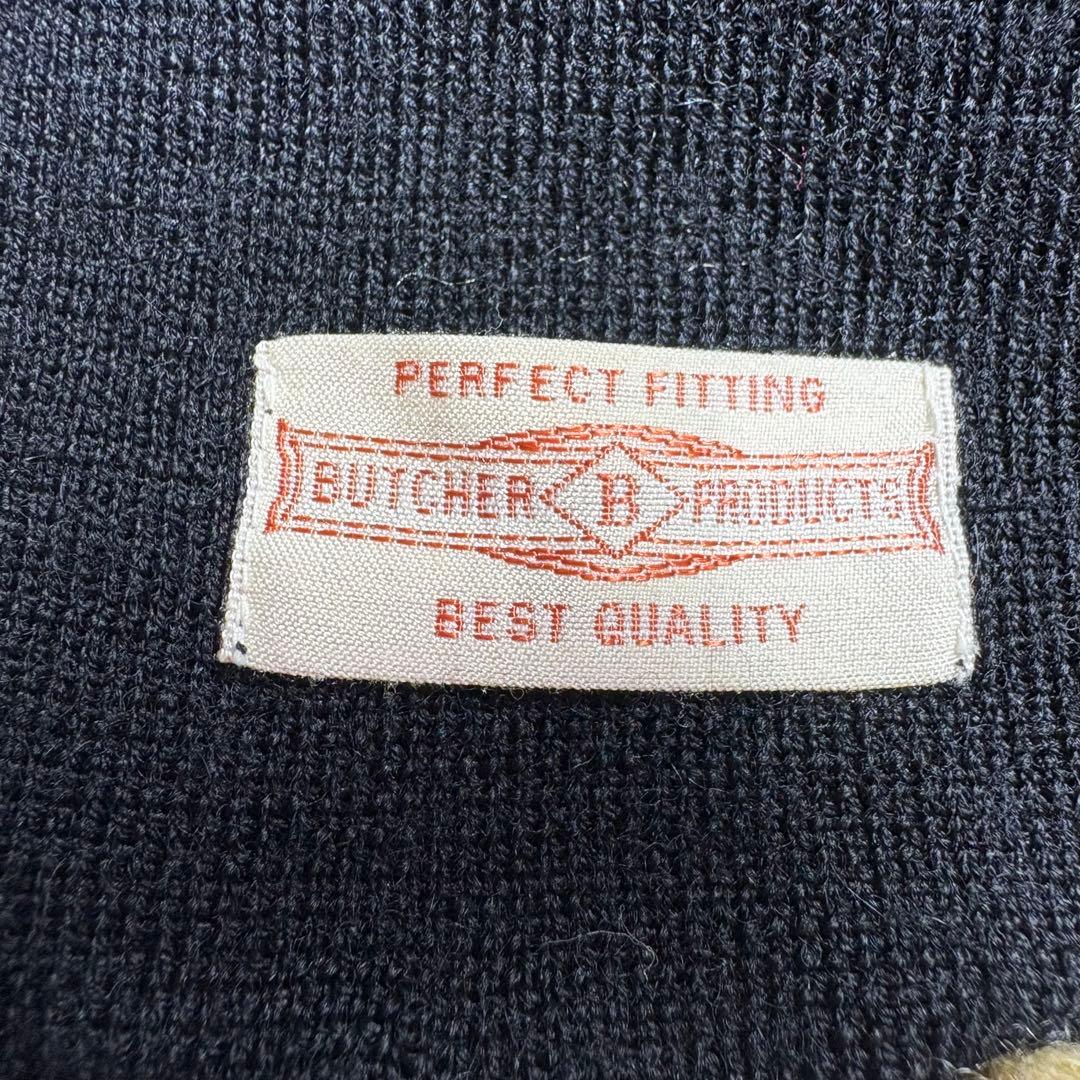 PERFECT FITTING
BUTCHER B PRODUCTS
BEST QUALITY